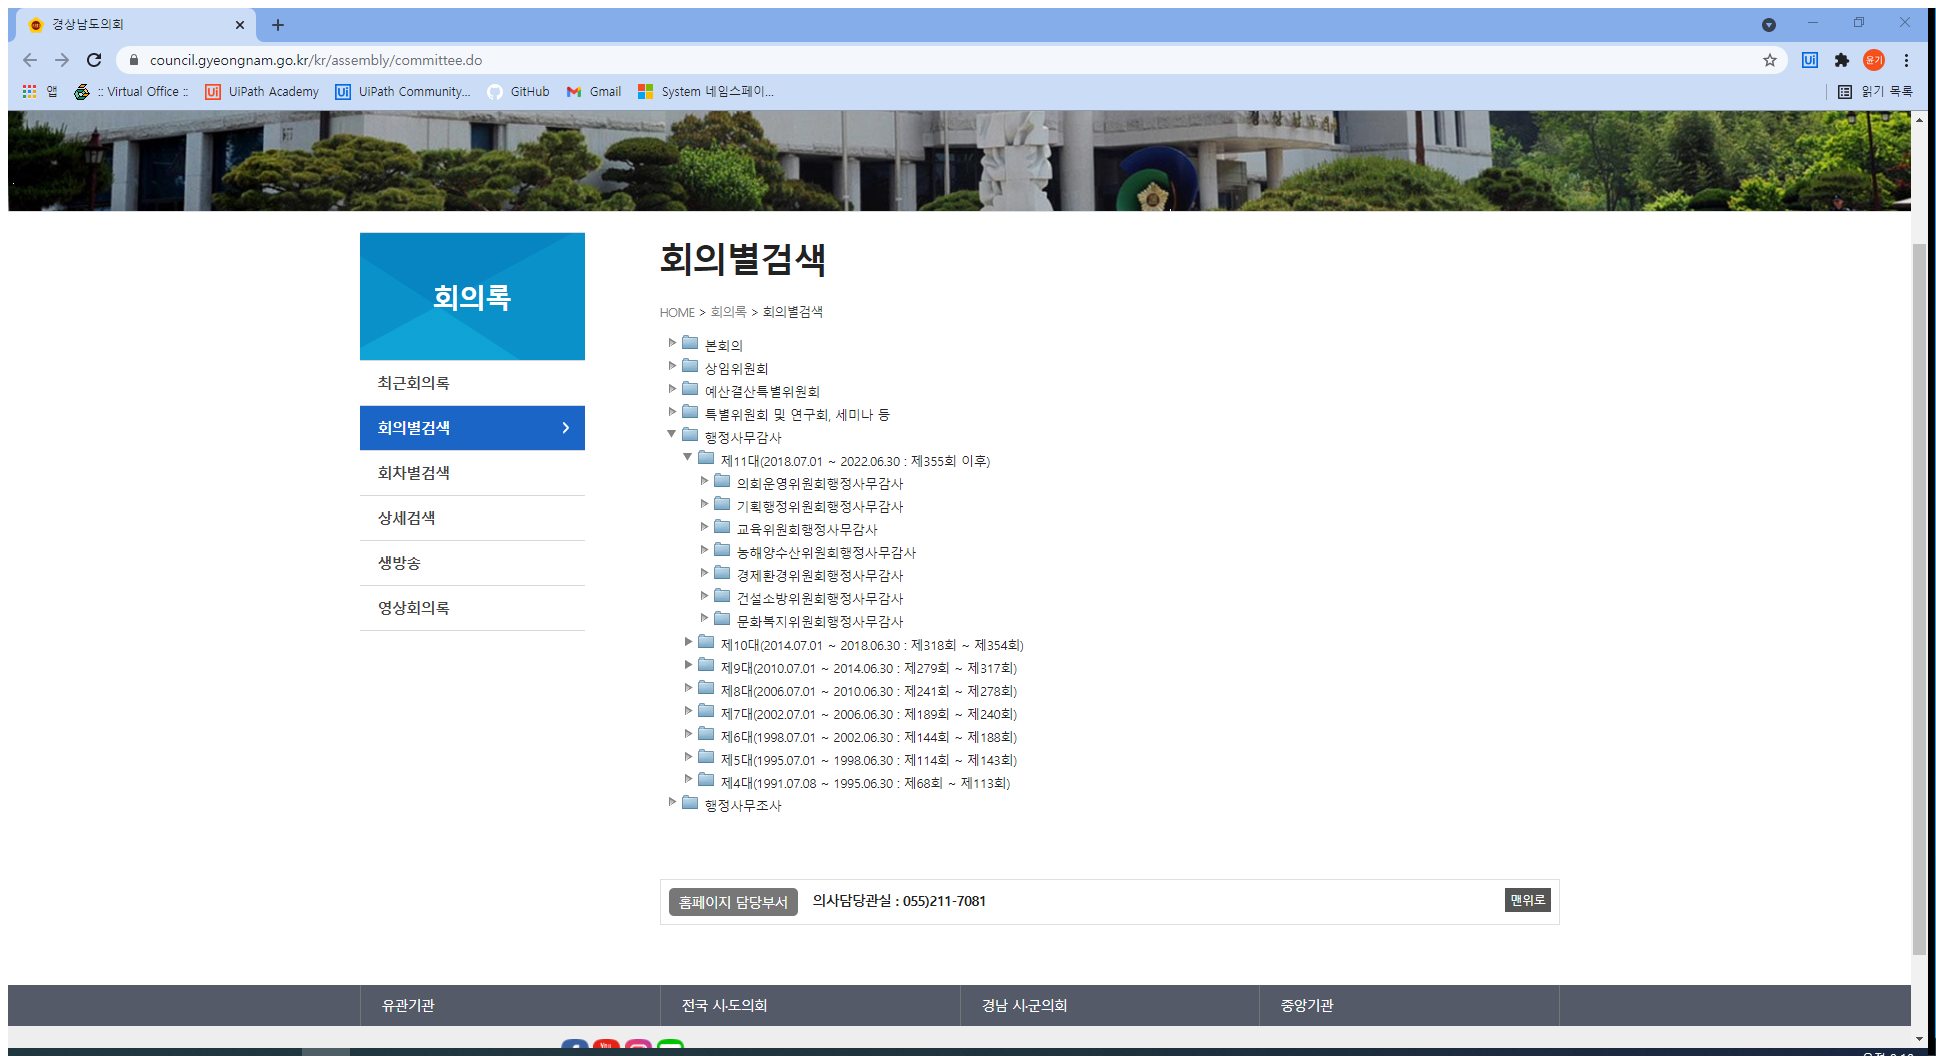 경상남도의회
council.gyeongnam.go.kr/kr/assembly/committee.do
Ui
윤기
앱
:: Virtual Office ::
Ui UiPath Academy
Ui UiPath Community...
GitHub
Gmail
System 네임스페이...
읽기 목록
회의록
최근회의록
회의별검색
회차별검색
상세검색
생방송
영상회의록
회의별검색
HOME > 회의록 > 회의별검색
본회의
상임위원회
예산결산특별위원회
특별위원회 및 연구회, 세미나 등
행정사무감사
제11대(2018.07.01 ~ 2022.06.30 : 제355회 이후)
의회운영위원회행정사무감사
기획행정위원회행정사무감사
교육위원회행정사무감사
농해양수산위원회행정사무감사
경제환경위원회행정사무감사
건설소방위원회행정사무감사
문화복지위원회행정사무감사
제10대(2014.07.01 ~ 2018.06.30 : 제318회 ~ 제354회)
제9대(2010.07.01 ~ 2014.06.30 : 제279회 ~ 제317회)
제8대(2006.07.01 ~ 2010.06.30 : 제241회 ~ 제278회)
제7대(2002.07.01 ~ 2006.06.30 : 제189회 ~ 제240회)
제6대(1998.07.01 ~ 2002.06.30 : 제144회 ~ 제188회)
제5대(1995.07.01 ~ 1998.06.30 : 제114회 ~ 제143회)
제4대(1991.07.08 ~ 1995.06.30 : 제68회 ~ 제113회)
행정사무조사
홈페이지 담당부서 의사담당관실 : 055)211-7081
맨위로
유관기관
전국 시·도의회
경남 시·군의회
중앙기관
You